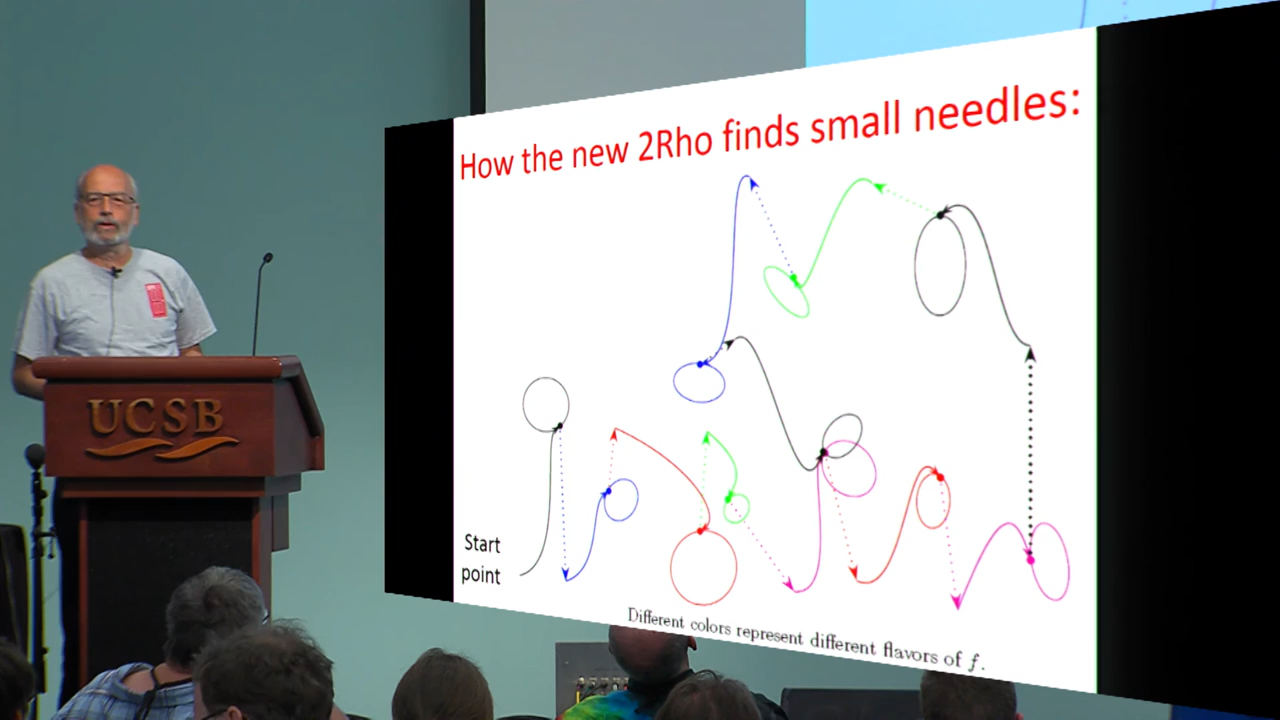 How the new 2Rho finds small needles:
UCSB
Start
point
Different colors represent different flavors of f.